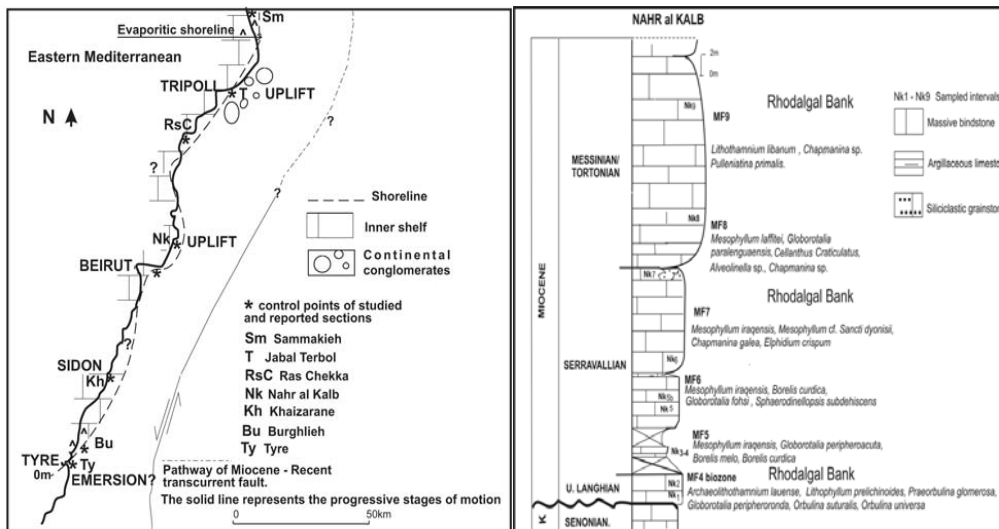 Sm
Evaporitic shoreline
Eastern Mediterranean
TRIPOLI
T UPLIFT
N
RsC
?
?
?
Shoreline
Inner shelf
Continental
conglomerates
Nk
UPLIFT
BEIRUT
* control points of studied
and reported sections
Sm Sammakieh
T Jabal Terbol
RsC Ras Chekka
Nk Nahr al Kalb
Kh Khaizarane
Bu Burghlieh
Ty Tyre
?
SIDON
Kh
Bu
TYRE
0m
Ty
EMERSION?
Pathway of Miocene - Recent
transcurrent fault.
The solid line represents the progressive stages of motion
0 50km
NAHR al KALB
2m
0m
Nk9
Rhodalgal Bank
MF9
Lithothamnium libanum , Chapmanina sp.
Pulleniatina primalis.
MESSINIAN/
TORTONIAN
Nk8
MF8
Mesophyllum laffitei, Globorotalia
paralenguaensis, Cellanthus Craticulatus,
Alveolinella sp., Chapmanina sp.
MIOCENE
Nk7
Rhodalgal Bank
MF7
Mesophyllum iraqensis, Mesophyllum cf. Sancti dyonisii,
Chapmanina galea, Elphidium crispum
SERRAVALLIAN
Nk6
MF6
Mesophyllum iraqensis, Borelis curdica,
Globorotalia fohsi , Sphaerodinellopsis subdehiscens
Nk5b
Nk5
MF5
Mesophyllum iraqensis, Globorotalia peripheroacuta,
Borelis melo, Borelis curdica
Nk3-4
Rhodalgal Bank
MF4 biozone
U. LANGHIAN
Nk2
Nk1
Archaeolithothamnium lauense, Lithophyllum prelichinoides, Praeorbulina glomerosa,
Globorotalia peripheroronda, Orbulina suturalis, Orbulina universa
K
SENONIAN.
Nk1 - Nk9 Sampled intervals
Massive bindstone
Argillaceous limesto
Siliciclastic grainston